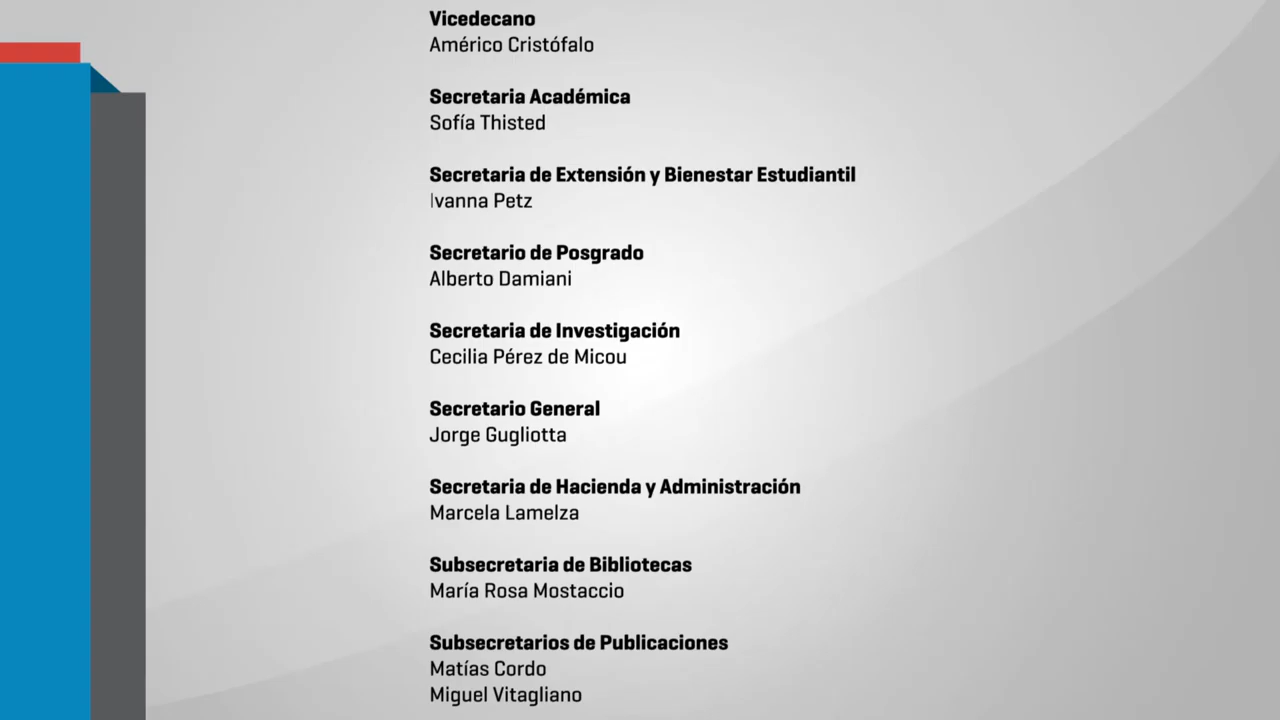 Vicedecano
Américo Cristófalo
Secretaria Académica
Sofía Thisted
Secretaria de Extensión y Bienestar Estudiantil
Ivanna Petz
Secretario de Posgrado
Alberto Damiani
Secretaria de Investigación
Cecilia Pérez de Micou
Secretario General
Jorge Gugliotta
Secretaria de Hacienda y Administración
Marcela Lamelza
Subsecretaria de Bibliotecas
María Rosa Mostaccio
Subsecretarios de Publicaciones
Matías Cordo
Miguel Vitagliano